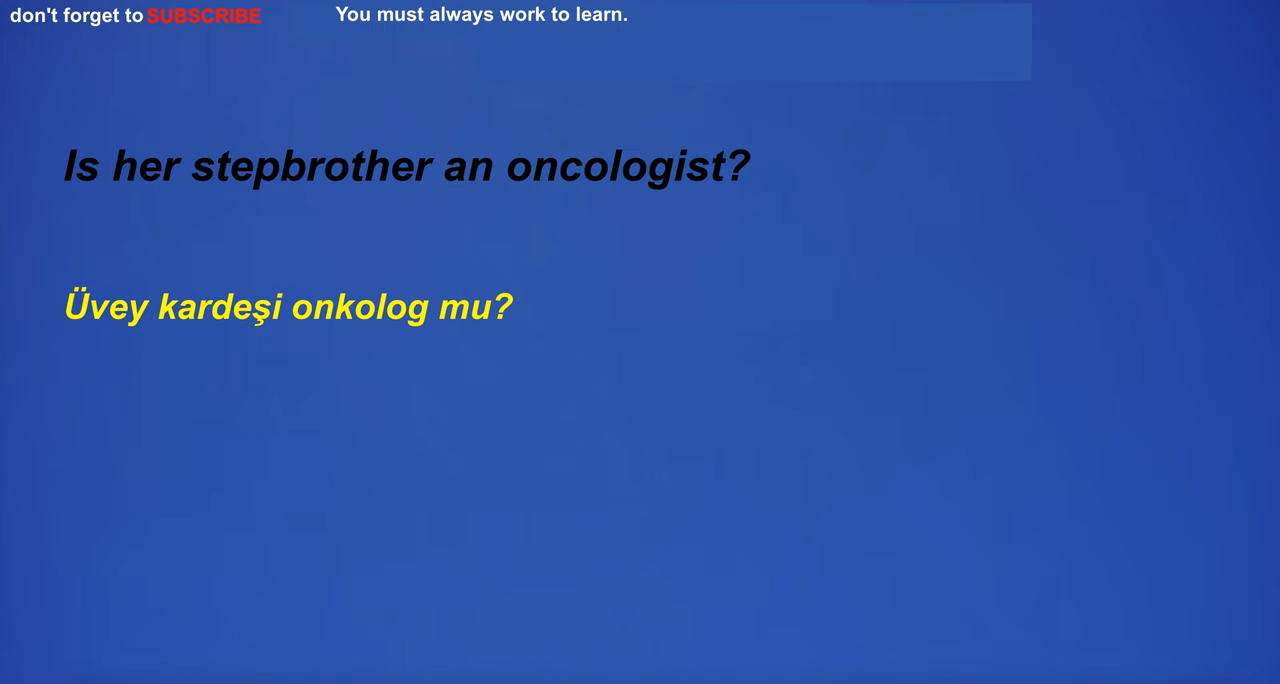 don't forget to SUBSCRIBE You must always work to learn.
Is her stepbrother an oncologist?
Üvey kardeşi onkolog mu?